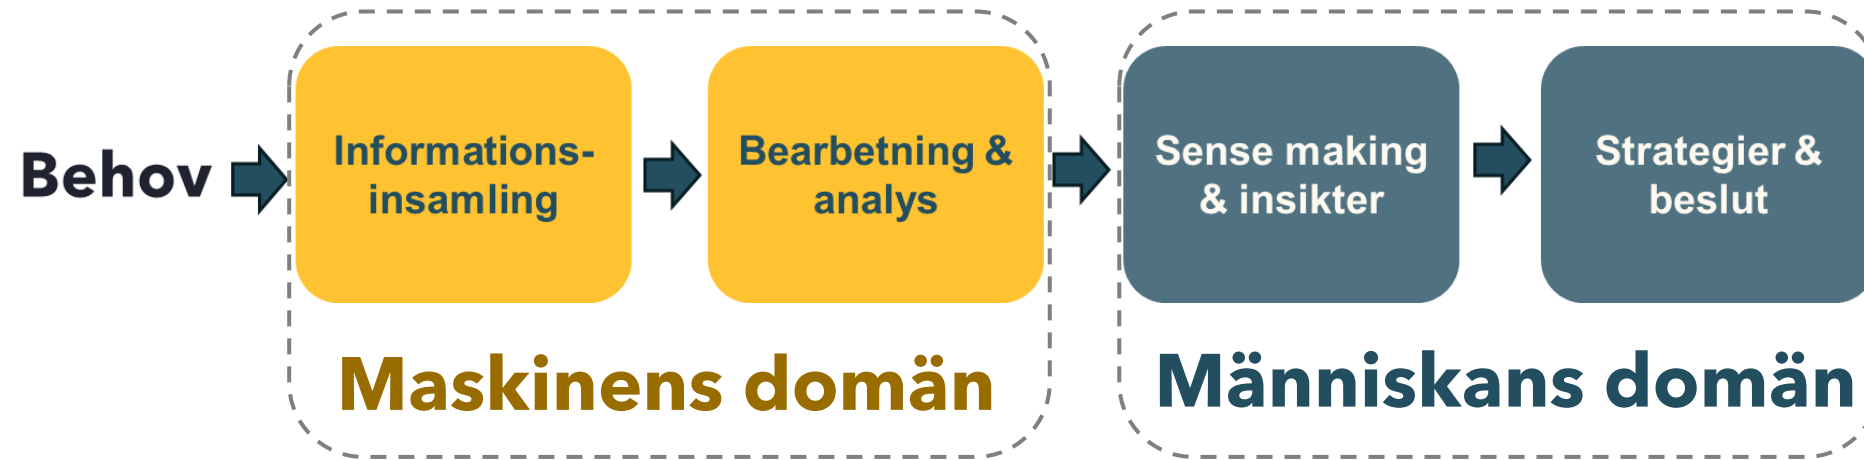 Behov
Informations-
insamling
Bearbetning &
analys
Sense making
& insikter
Strategier &
beslut
Maskinens domän
Människans domän